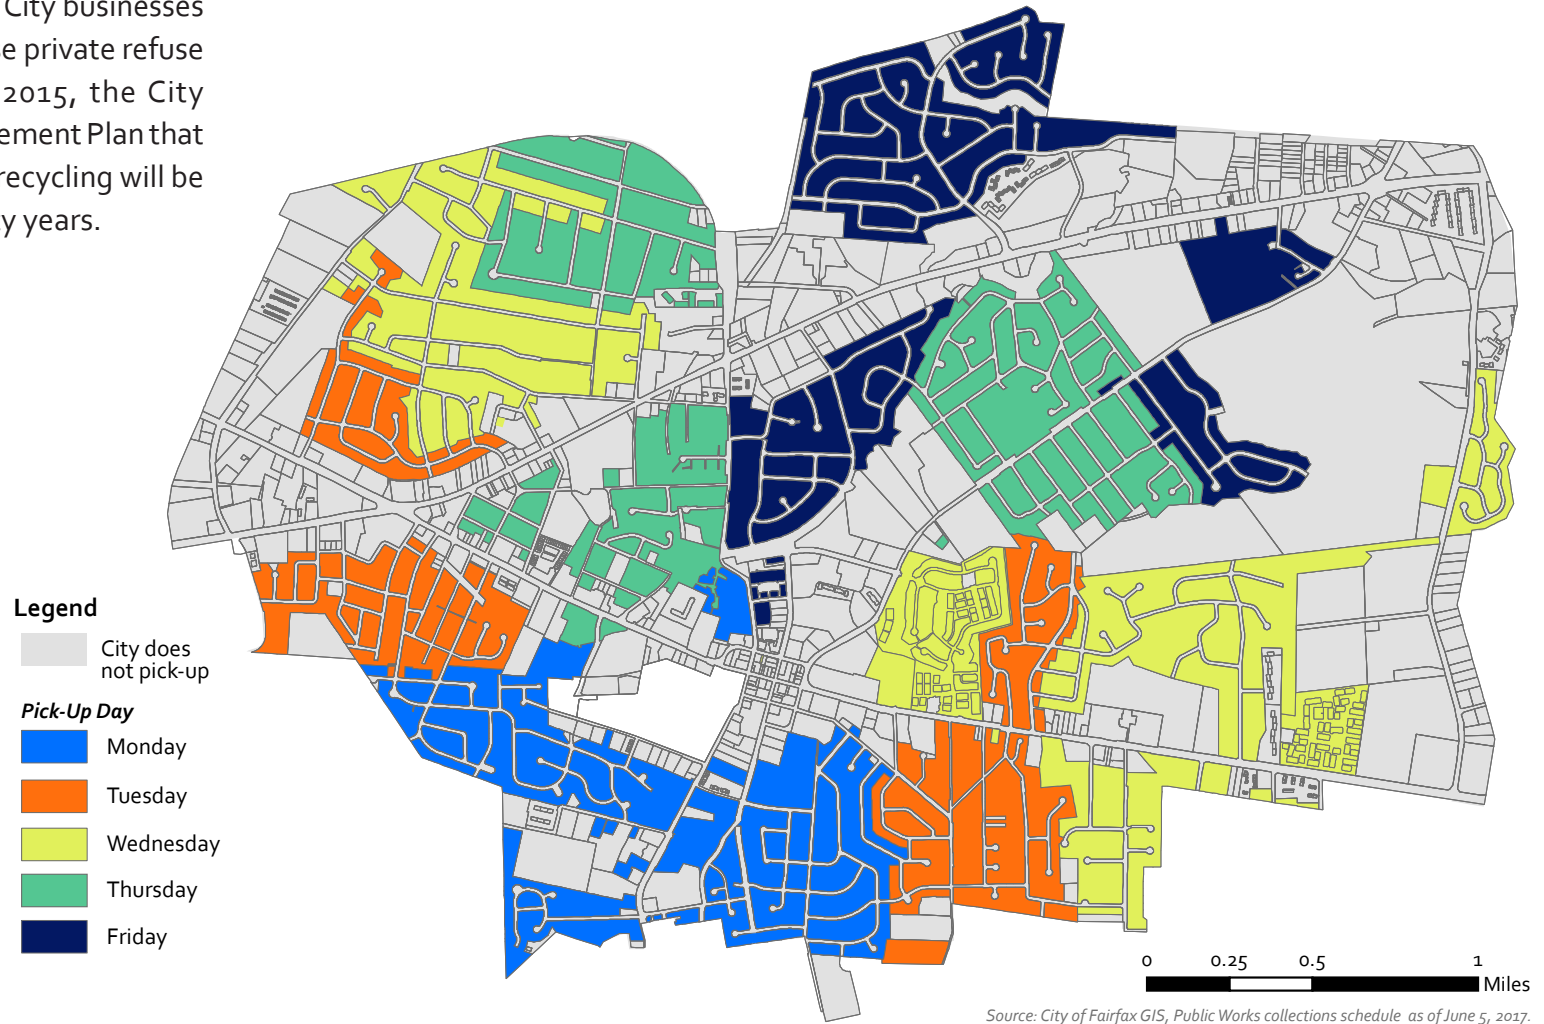 City businesses
se private refuse
2015, the City
ement Plan that
recycling will be
y years.
Legend
City does
not pick-up
Pick-Up Day
Monday
Tuesday
Wednesday
Thursday
Friday
0 0.25 0.5 1
Miles
Source: City of Fairfax GIS, Public Works collections schedule as of June 5, 2017.